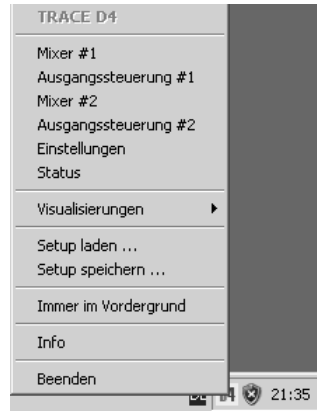 TRACE D4
Mixer #1
Ausgangssteuerung #1
Mixer #2
Ausgangssteuerung #2
Einstellungen
Status
Visualisierungen
Setup laden ...
Setup speichern ...
Immer im Vordergrund
Info
Beenden
21:35